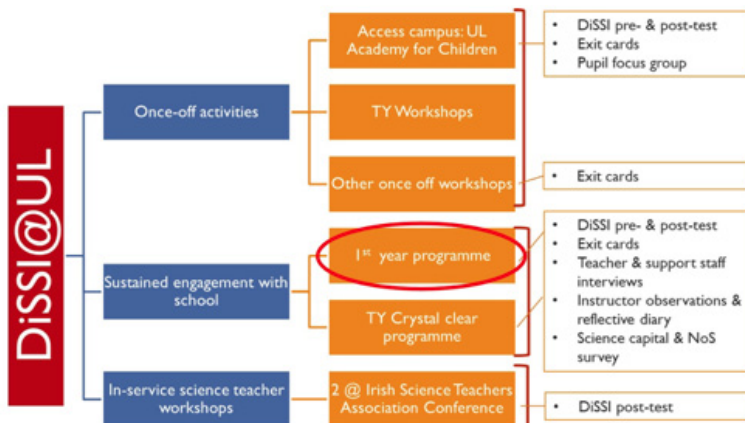 DiSSI@UL
Once-off activities
Access campus: UL
Academy for Children
TY Workshops
Other once off workshops
• DiSSI pre- & post-test
• Exit cards
• Pupil focus group
• Exit cards
Sustained engagement with
school
1st year programme
TY Crystal clear
programme
• DiSSI pre- & post-test
• Exit cards
• Teacher & support staff
interviews
• Instructor observations &
reflective diary
• Science capital & NoS
survey
In-service science teacher
workshops
2 @ Irish Science Teachers
Association Conference
• DiSSI post-test